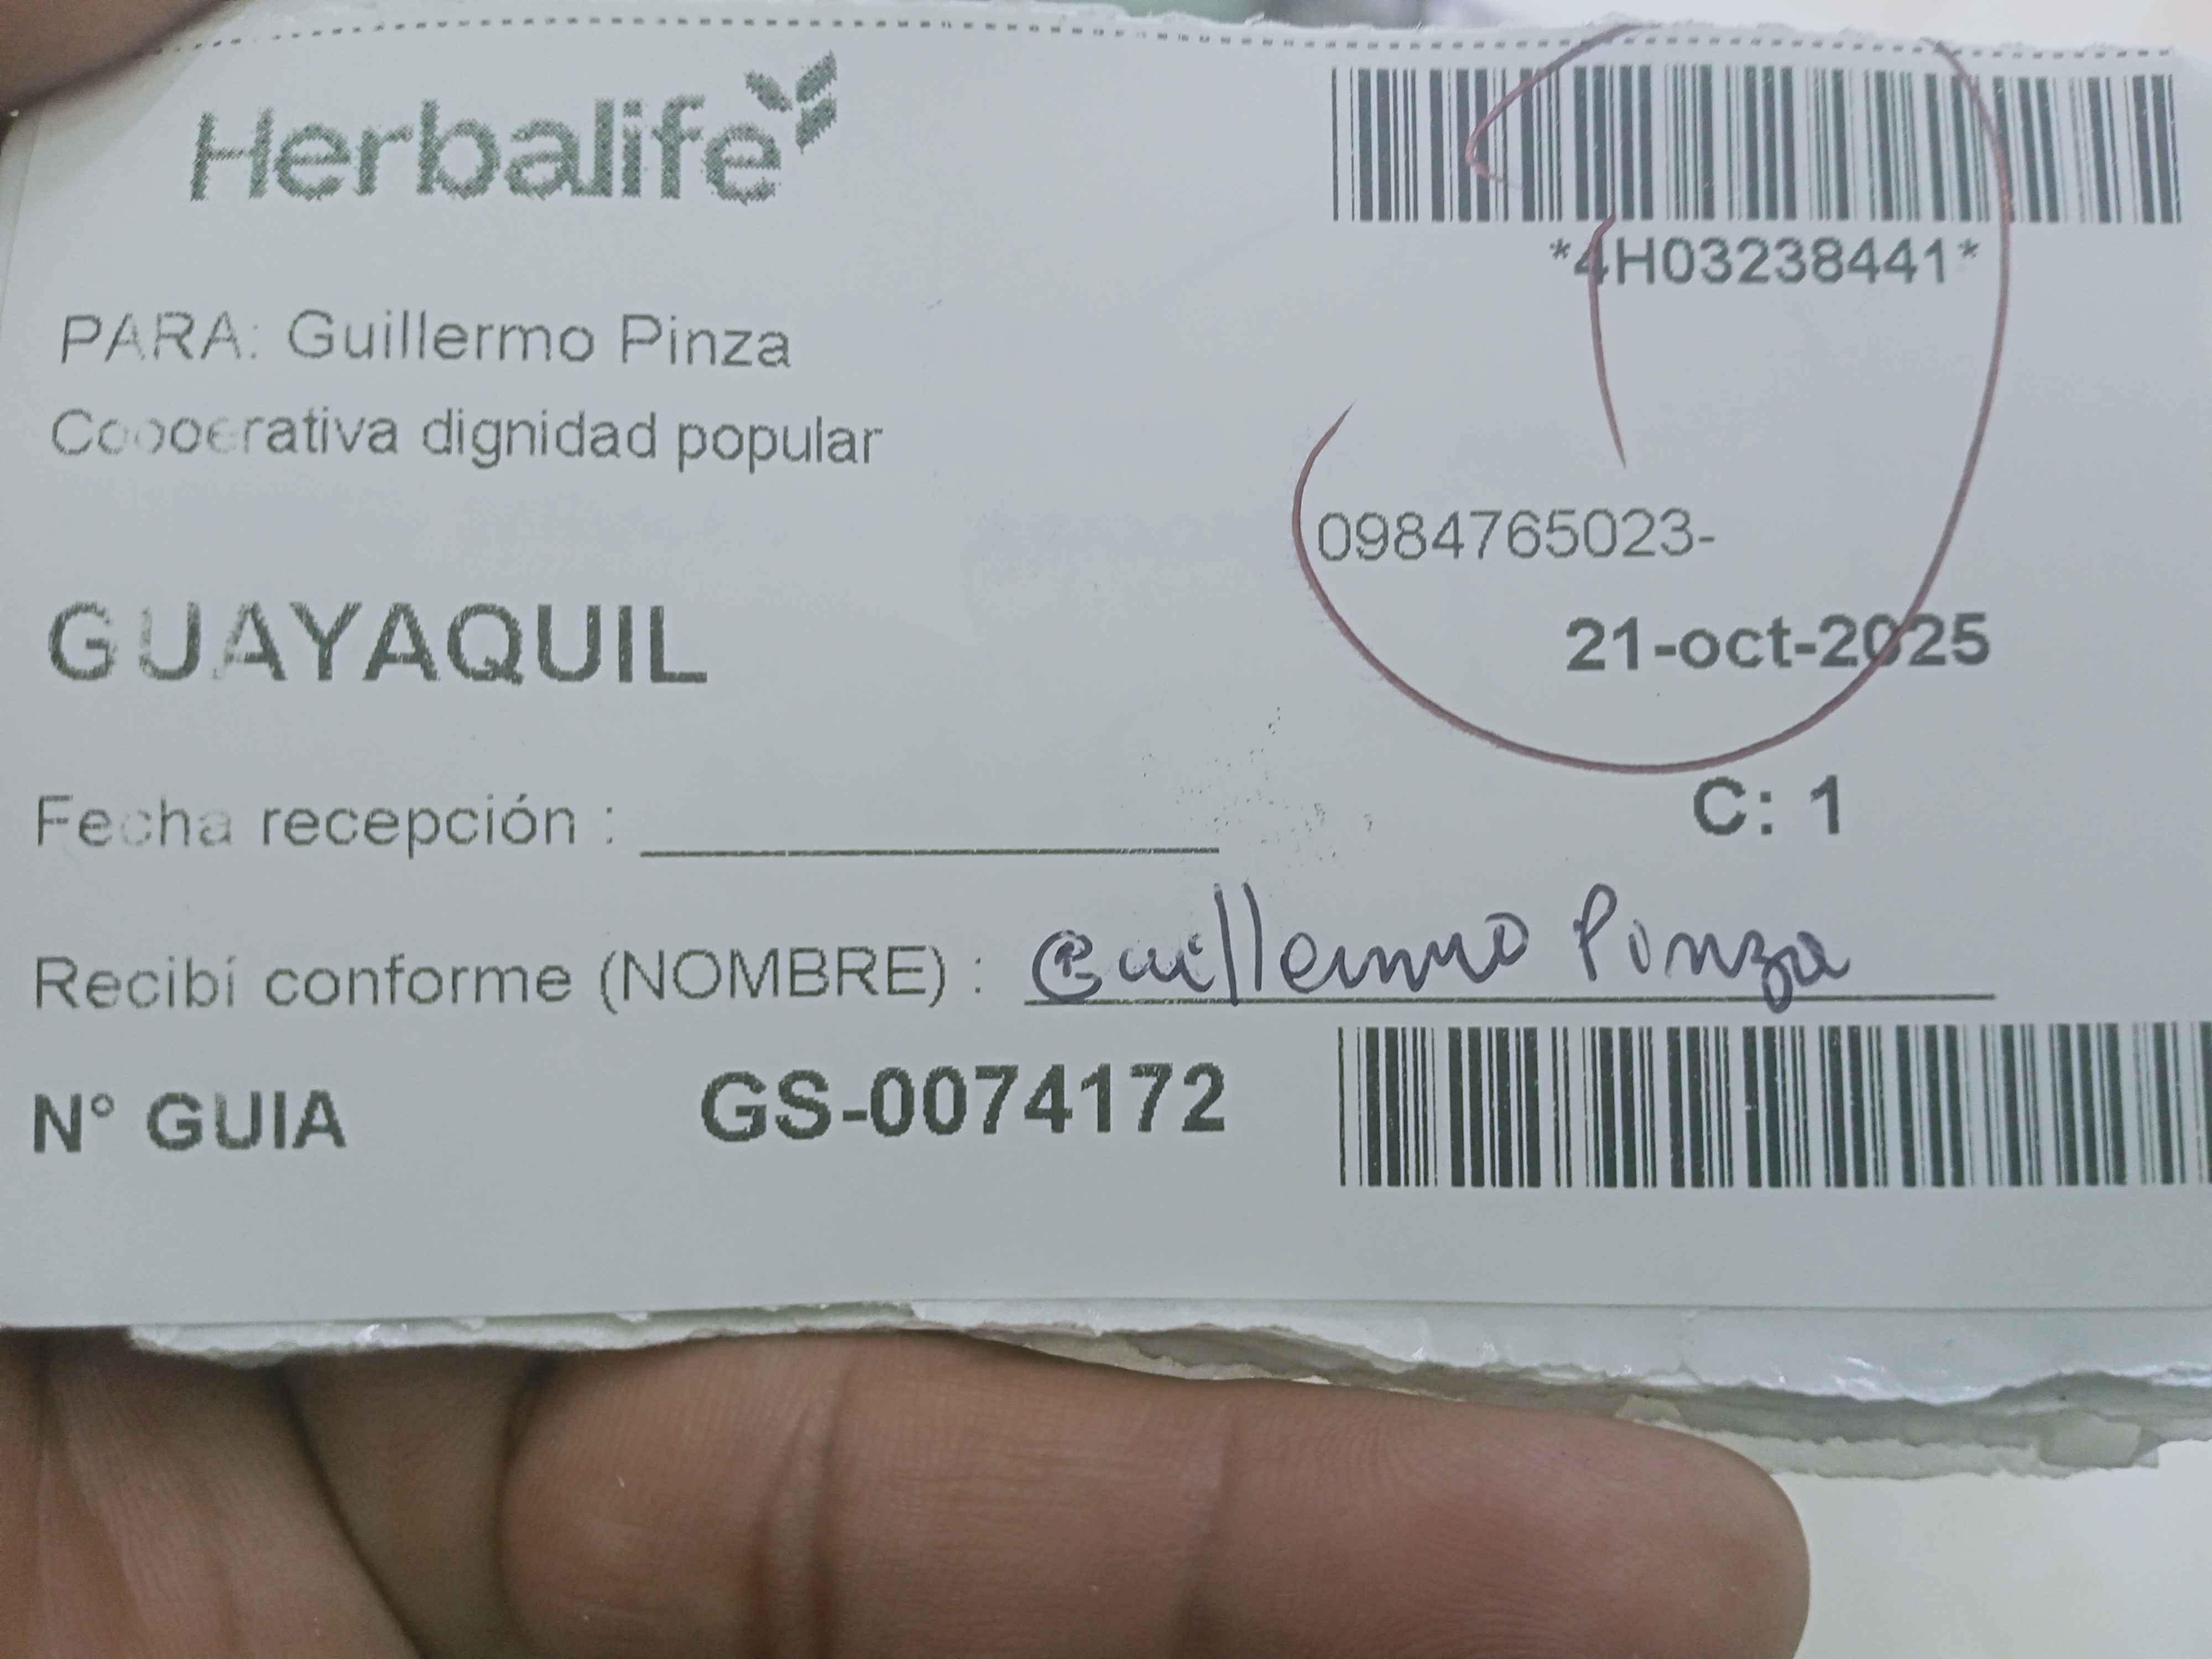 Herbalife
*4H03238441*
PARA: Guillermo Pinza
Cooperativa dignidad popular
0984765023-
GUAYAQUIL
21-oct-2025
Fecha recepción :
C: 1
Recibí conforme (NOMBRE) : Guillermo Pinza
N° GUIA GS-0074172